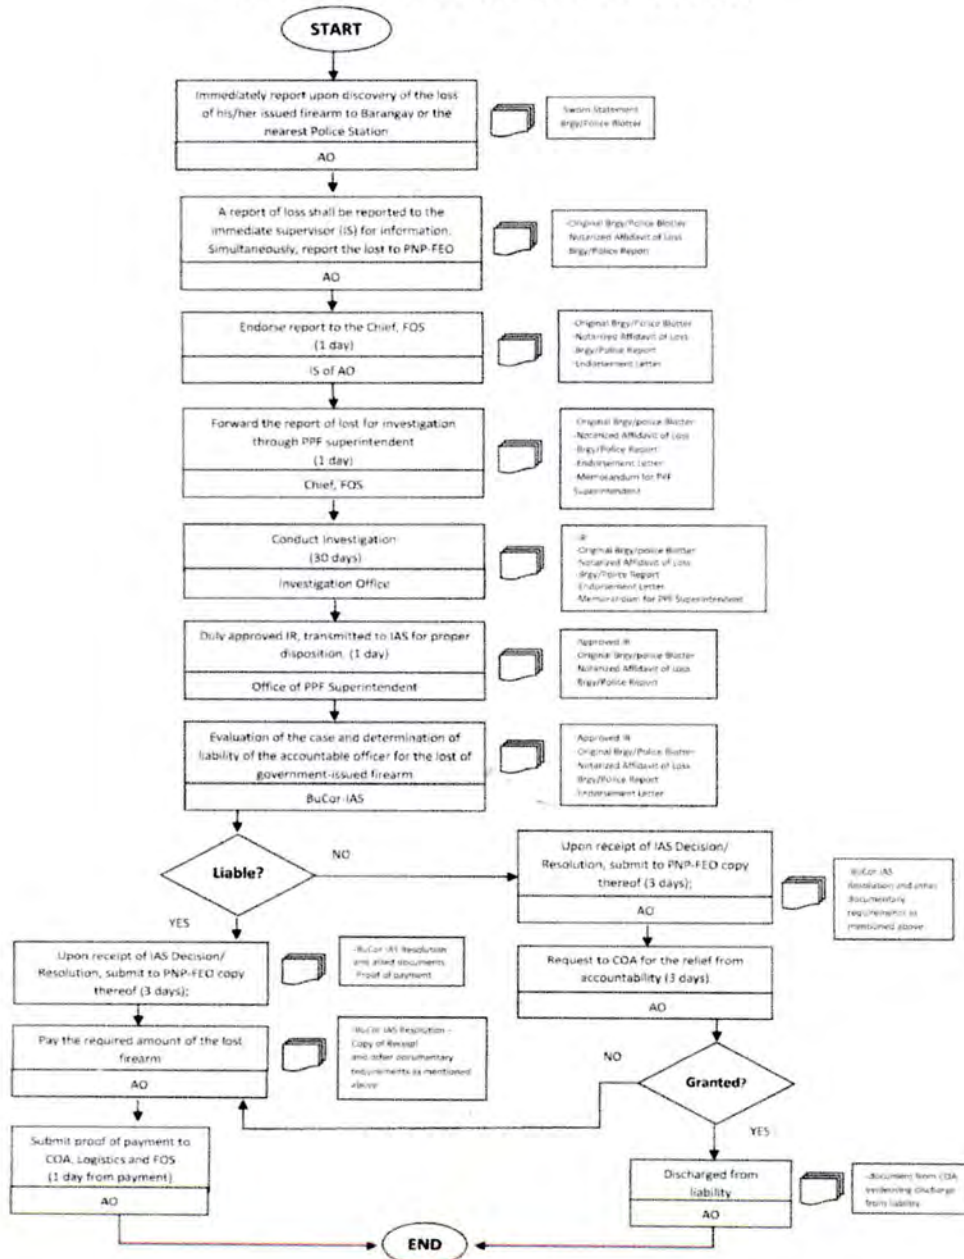 START
Immediately report upon discovery of the loss
of his/her issued firearm to Barangay or the
nearest Police Station
AO
Sworn Statement
Brgy/Police Blotter
A report of loss shall be reported to the
immediate supervisor (IS) for information.
Simultaneously, report the lost to PNP-FEO
AO
-Original Brgy/Police Blotter
-Notarized Affidavit of Loss
-Brgy/Police Report
Endorse report to the Chief, FOS
(1 day)
IS of AO
-Original Brgy/Police Blotter
-Notarized Affidavit of Loss
-Brgy/Police Report
-Endorsement Letter
Forward the report of lost for investigation
through PPF superintendent
(1 day)
Chief, FOS
Original Brgy/police Blotter
-Notarized Affidavit of Loss
-Brgy/Police Report
-Endorsement Letter
-Memorandum for PPF
Superintendent
Conduct Investigation
(30 days)
Investigation Office
-IR
-Original Brgy/police Blotter
-Notarized Affidavit of Loss
-Brgy/Police Report
-Endorsement Letter
-Memorandum for PPF Superintendent
Duly approved IR, transmitted to IAS for proper
disposition. (1 day)
Office of PPF Superintendent
Approved IR
Original Brgy/police Blotter
Notarized Affidavit of Loss
Brgy/Police Report
Evaluation of the case and determination of
liability of the accountable officer for the lost of
government-issued firearm
BuCor-IAS
Approved IR
-Original Brgy/Police Blotter
Notarized Affidavit of Loss
Brgy/Police Report
-Endorsement Letter
Liable?
NO
YES
Upon receipt of IAS Decision/
Resolution, submit to PNP-FEO copy
thereof (3 days);
AO
-BuCor-IAS
Resolution and other
documentary
requirements as
mentioned above
Upon receipt of IAS Decision/
Resolution, submit to PNP-FEO copy
thereof (3 days);
-BuCor IAS Resolution
and allied documents
Proof of payment
Request to COA for the relief from
accountability (3 days)
AO
Pay the required amount of the lost
firearm
AO
-BuCor IAS Resolution -
Copy of Receipt
and other documentary
requirements as mentioned
above
NO
Granted?
YES
Submit proof of payment to
COA, Logistics and FOS
(1 day from payment)
AO
Discharged from
liability
AO
-document from COA
evidencing discharge
from liability
END